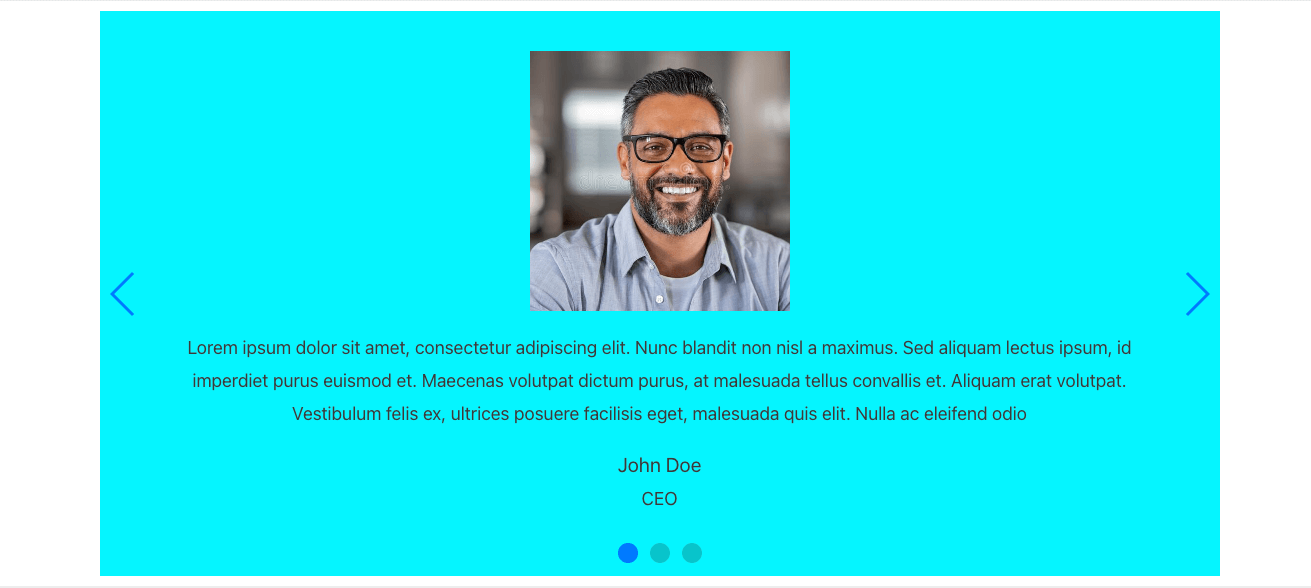 Lorem ipsum dolor sit amet, consectetur adipiscing elit. Nunc blandit non nisl a maximus. Sed aliquam lectus ipsum, id
imperdiet purus euismod et. Maecenas volutpat dictum purus, at malesuada tellus convallis et. Aliquam erat volutpat.
Vestibulum felis ex, ultrices posuere facilisis eget, malesuada quis elit. Nulla ac eleifend odio
John Doe
CEO